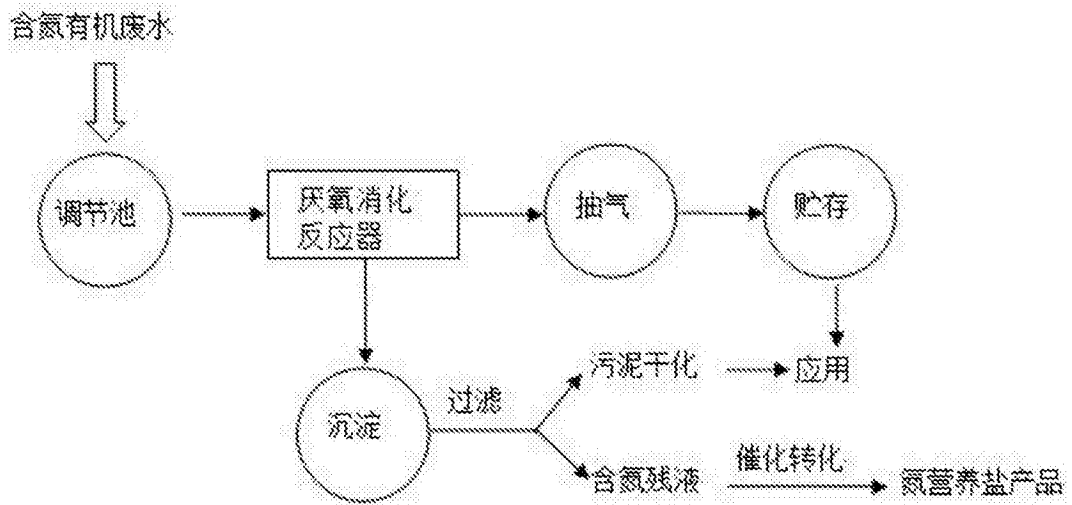 含氮有机废水
调节池
厌氧消化
反应器
抽气
贮存
沉淀
过滤
污泥干化
应用
含氮残液
催化转化
氮营养盐产品